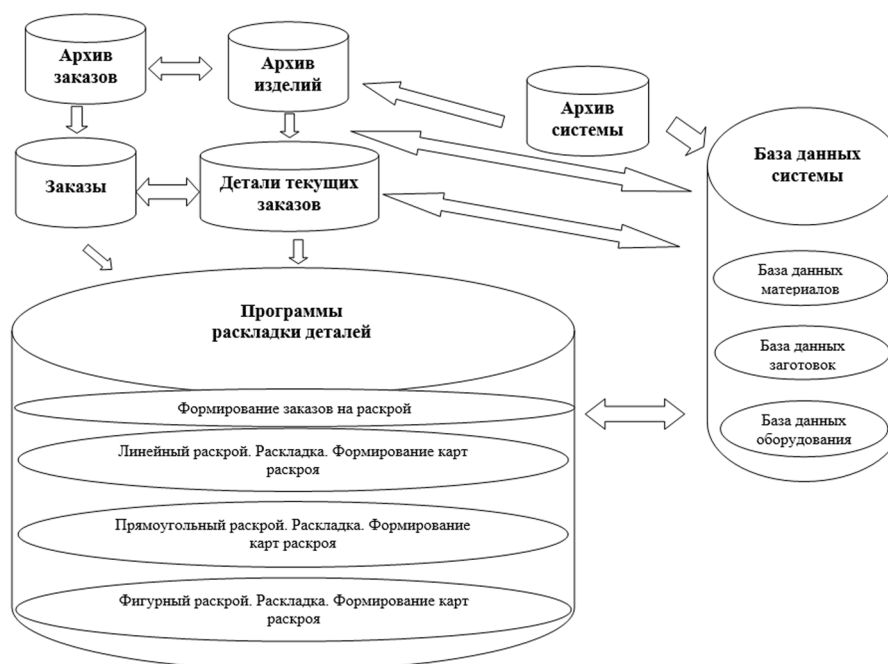 Архив
заказов
Архив
изделий
Архив
системы
База данных
системы
Заказы
Детали текущих
заказов
База данных
материалов
База данных
заготовок
База данных
оборудования
Программы
раскладки деталей
Формирование заказов на раскрой
Линейный раскрой. Раскладка. Формирование карт
раскроя
Прямоугольный раскрой. Раскладка. Формирование
карт раскроя
Фигурный раскрой. Раскладка. Формирование карт
раскроя